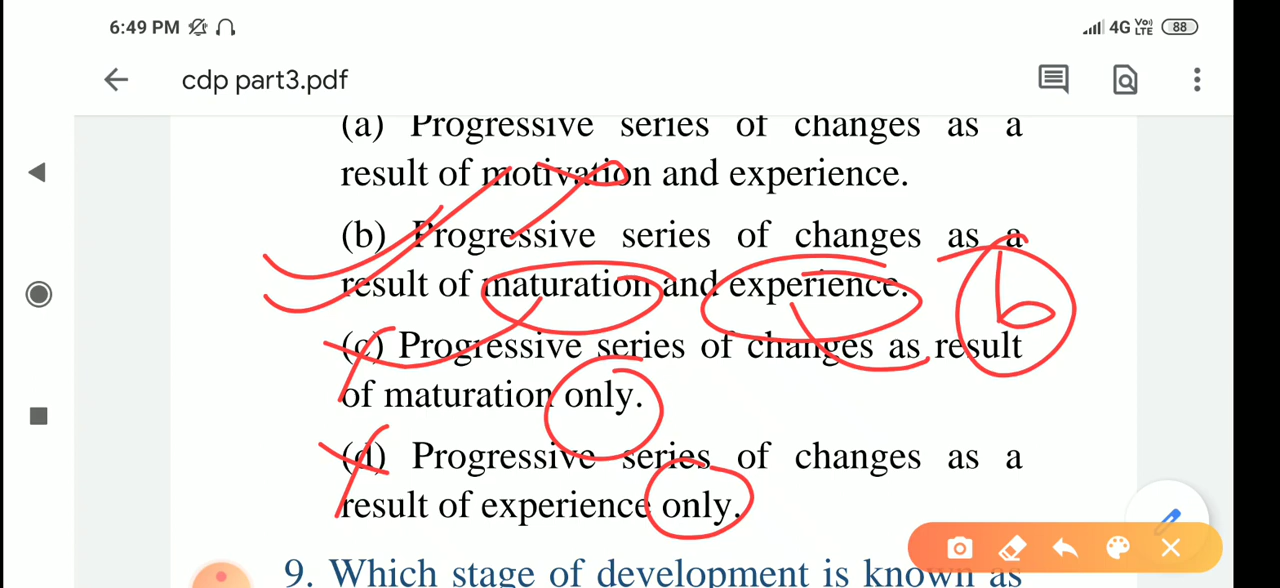 6:49 PM 4G Vo) LTE 88
cdp part3.pdf
(a) Progressive series of changes as a
result of motivation and experience.
(b) Progressive series of changes as a
result of maturation and experience.
b
(c) Progressive series of changes as result
of maturation only.
(d) Progressive series of changes as a
result of experience only.
9. Which stage of development is known as